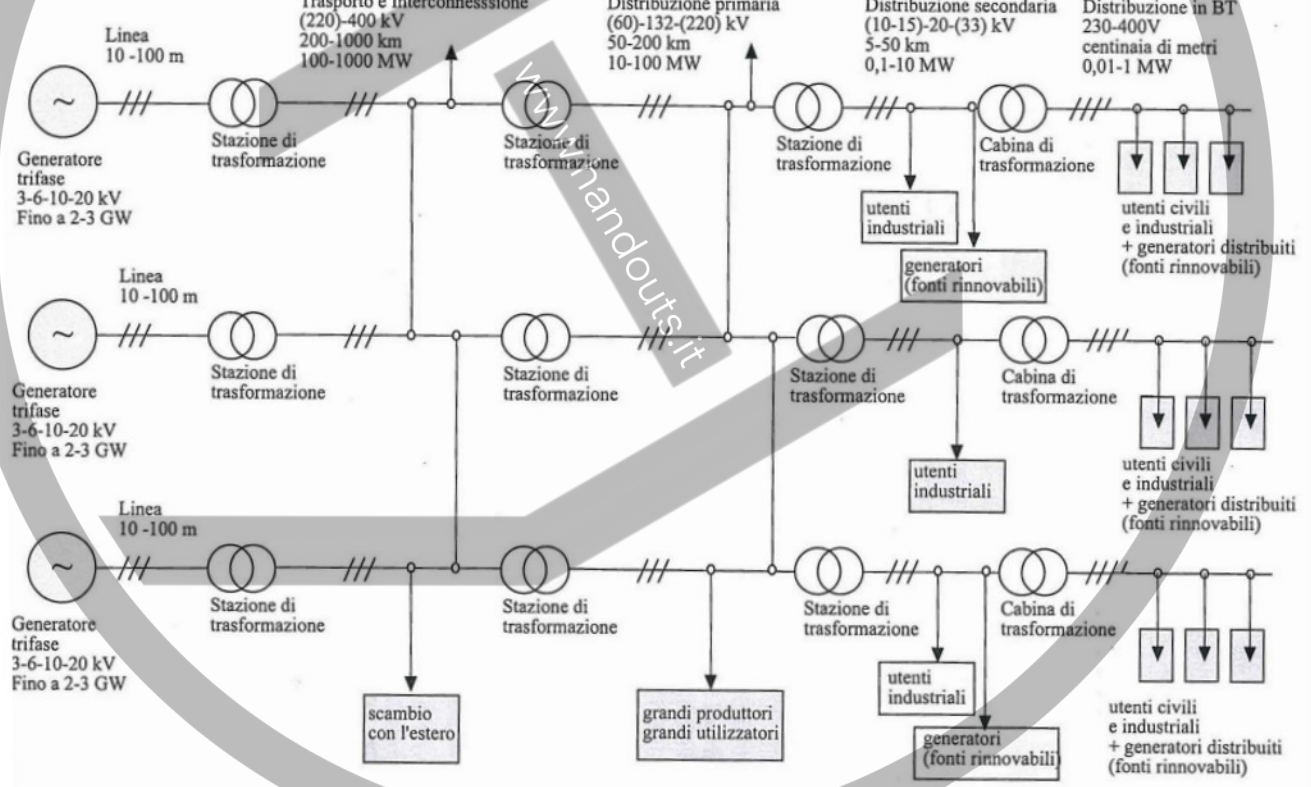 Trasporto e Interconnesssione
(220)-400 kV
200-1000 km
100-1000 MW
Distribuzione primaria
(60)-132-(220) kV
50-200 km
10-100 MW
Distribuzione secondaria
(10-15)-20-(33) kV
5-50 km
0,1-10 MW
Distribuzione in BT
230-400V
centinaia di metri
0,01-1 MW
Linea
10 -100 m
~
Generatore
trifase
3-6-10-20 kV
Fino a 2-3 GW
Stazione di
trasformazione
Stazione di
trasformazione
Stazione di
trasformazione
Cabina di
trasformazione
utenti
industriali
generatori
(fonti rinnovabili)
utenti civili
e industriali
+ generatori distribuiti
(fonti rinnovabili)
www.handouts.it
Linea
10 -100 m
~
Generatore
trifase
3-6-10-20 kV
Fino a 2-3 GW
Stazione di
trasformazione
Stazione di
trasformazione
Stazione di
trasformazione
Cabina di
trasformazione
utenti
industriali
utenti civili
e industriali
+ generatori distribuiti
(fonti rinnovabili)
Linea
10 -100 m
~
Generatore
trifase
3-6-10-20 kV
Fino a 2-3 GW
Stazione di
trasformazione
Stazione di
trasformazione
Stazione di
trasformazione
Cabina di
trasformazione
scambio
con l'estero
grandi produttori
grandi utilizzatori
utenti
industriali
generatori
(fonti rinnovabili)
utenti civili
e industriali
+ generatori distribuiti
(fonti rinnovabili)